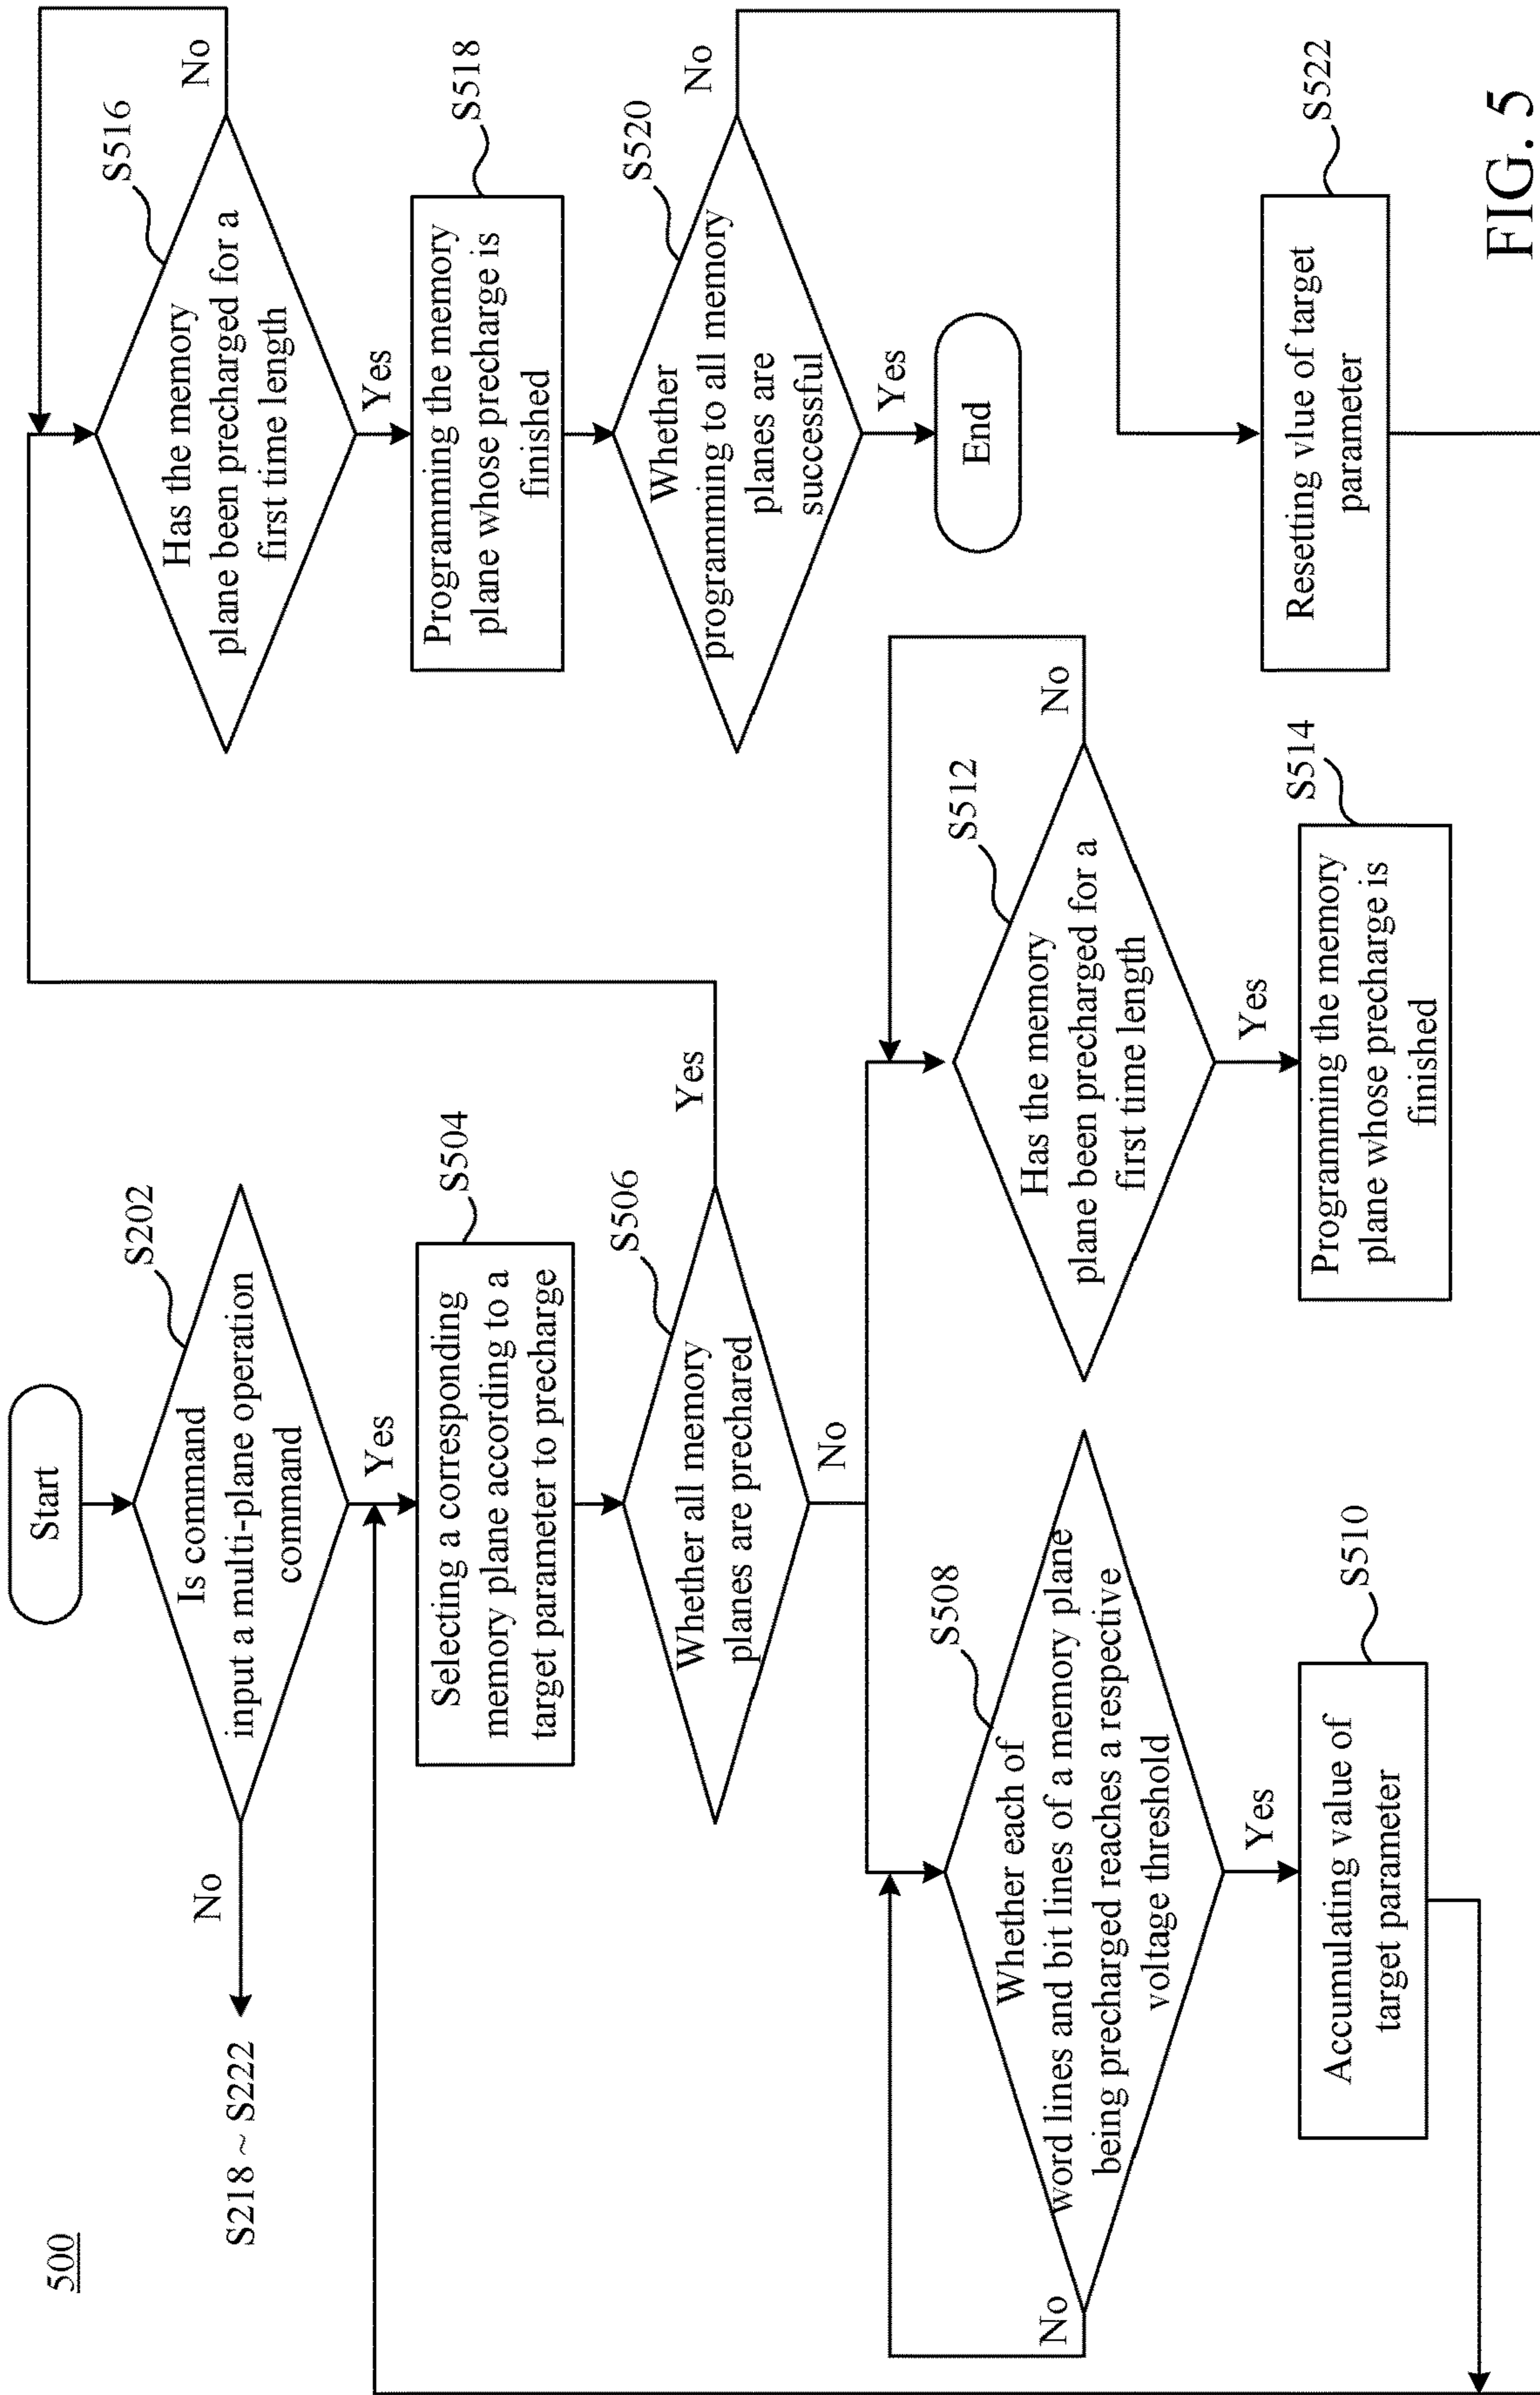 500
Start
Is command
input a multi-plane operation
command
S202
No
S218 ~ S222
Yes
Selecting a corresponding
memory plane according to a
target parameter to precharge
S504
Whether all memory
planes are prechared
S506
Yes
No
Whether each of
word lines and bit lines of a memory plane
being precharged reaches a respective
voltage threshold
S508
No
Yes
Accumulating value of
target parameter
S510
Has the memory
plane been precharged for a
first time length
S512
No
Yes
Programming the memory
plane whose precharge is
finished
S514
Has the memory
plane been precharged for a
first time length
S516
No
Yes
Programming the memory
plane whose precharge is
finished
S518
Whether
programming to all memory
planes are
successful
S520
No
Yes
End
Resetting vlue of target
parameter
S522
FIG. 5